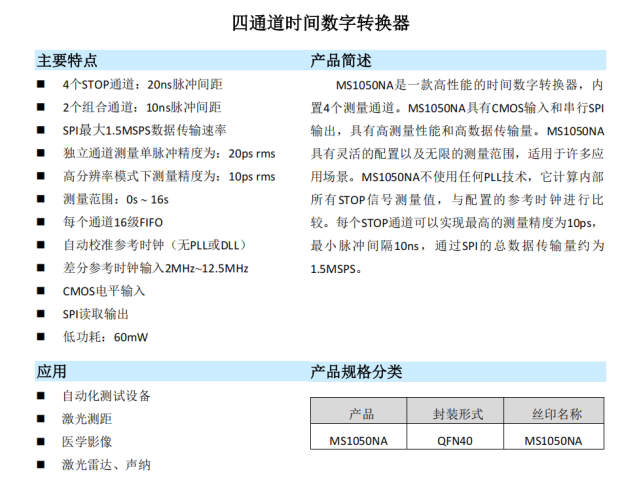 四通道时间数字转换器
主要特点
4个STOP通道：20ns脉冲间距
2个组合通道：10ns脉冲间距
SPI最大1.5MSPS数据传输速率
独立通道测量单脉冲精度为：20ps rms
高分辨率模式下测量精度为：10ps rms
测量范围：0s ~ 16s
每个通道16级FIFO
自动校准参考时钟（无PLL或DLL）
差分参考时钟输入2MHz~12.5MHz
CMOS电平输入
SPI读取输出
低功耗：60mW
产品简述
MS1050NA是一款高性能的时间数字转换器，内
置4个测量通道。MS1050NA具有CMOS输入和串行SPI
输出，具有高测量性能和高数据传输量。MS1050NA
具有灵活的配置以及无限的测量范围，适用于许多应
用场景。MS1050NA不使用任何PLL技术，它计算内部
所有STOP信号测量值，与配置的参考时钟进行比
较。每个STOP通道可以实现最高的测量精度为10ps，
最小脉冲间隔10ns，通过SPI的总数据传输量约为
1.5MSPS。
应用
自动化测试设备
激光测距
医学影像
激光雷达、声纳
产品规格分类
产品 封装形式 丝印名称
MS1050NA QFN40 MS1050NA